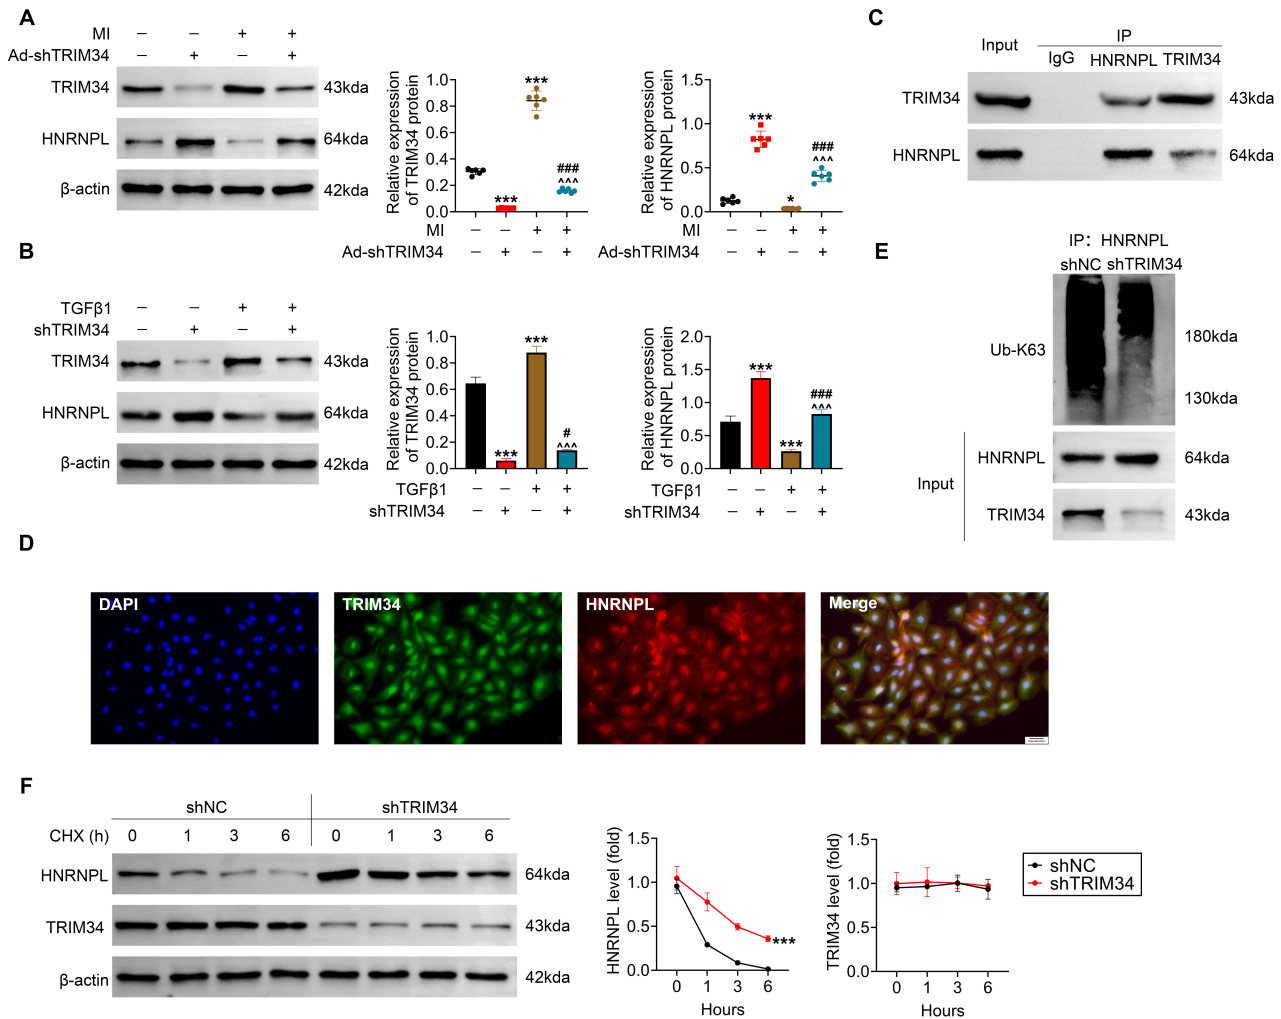 A
MI – – + +
Ad-shTRIM34 – + – +
TRIM34 43kda
HNRNPL 64kda
β-actin 42kda
Relative expression
of TRIM34 protein
1.0
0.8
0.6
0.4
0.2
0.0
***
***
###
^^^
MI – – + +
Ad-shTRIM34 – + – +
Relative expression
of HNRNPL protein
1.5
1.0
0.5
0.0
***
*
###
^^^
MI – – + +
Ad-shTRIM34 – + – +
B
TGFβ1 – – + +
shTRIM34 – + – +
TRIM34 43kda
HNRNPL 64kda
β-actin 42kda
Relative expression
of TRIM34 protein
1.0
0.8
0.6
0.4
0.2
0.0
***
***
#
^^^
TGFβ1 – – + +
shTRIM34 – + – +
Relative expression
of HNRNPL protein
2.0
1.5
1.0
0.5
0.0
***
***
###
^^^
TGFβ1 – – + +
shTRIM34 – + – +
C
IP
Input IgG HNRNPL TRIM34
TRIM34 43kda
HNRNPL 64kda
E
IP: HNRNPL
shNC shTRIM34
Ub-K63
180kda
130kda
Input
HNRNPL 64kda
TRIM34 43kda
D
DAPI
TRIM34
HNRNPL
Merge
F
shNC shTRIM34
CHX (h) 0 1 3 6 0 1 3 6
HNRNPL 64kda
TRIM34 43kda
β-actin 42kda
HNRNPL level (fold)
1.5
1.0
0.5
0.0
***
0 1 3 6
Hours
TRIM34 level (fold)
1.5
1.0
0.5
0.0
0 1 3 6
Hours
shNC
shTRIM34